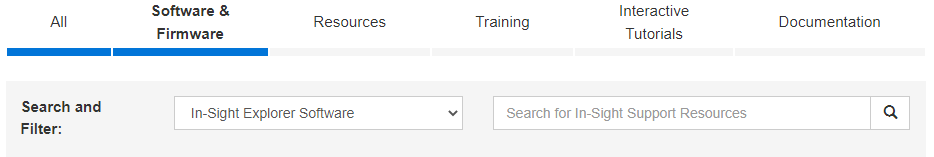 All
Software &
Firmware
Resources
Training
Interactive
Tutorials
Documentation
Search and
Filter:
In-Sight Explorer Software
Search for In-Sight Support Resources